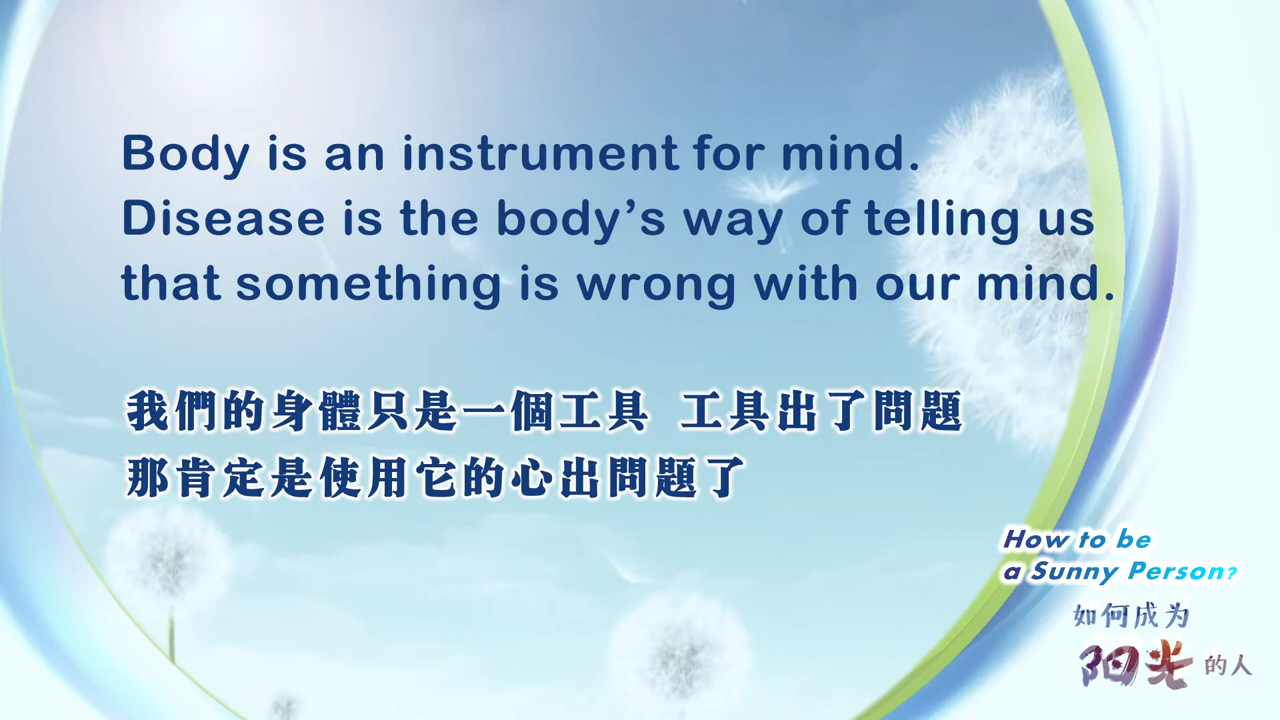 Body is an instrument for mind.
Disease is the body’s way of telling us
that something is wrong with our mind.
我們的身體只是一個工具 工具出了問題
那肯定是使用它的心出問題了
How to be
a Sunny Person?
如何成为
阳光的人